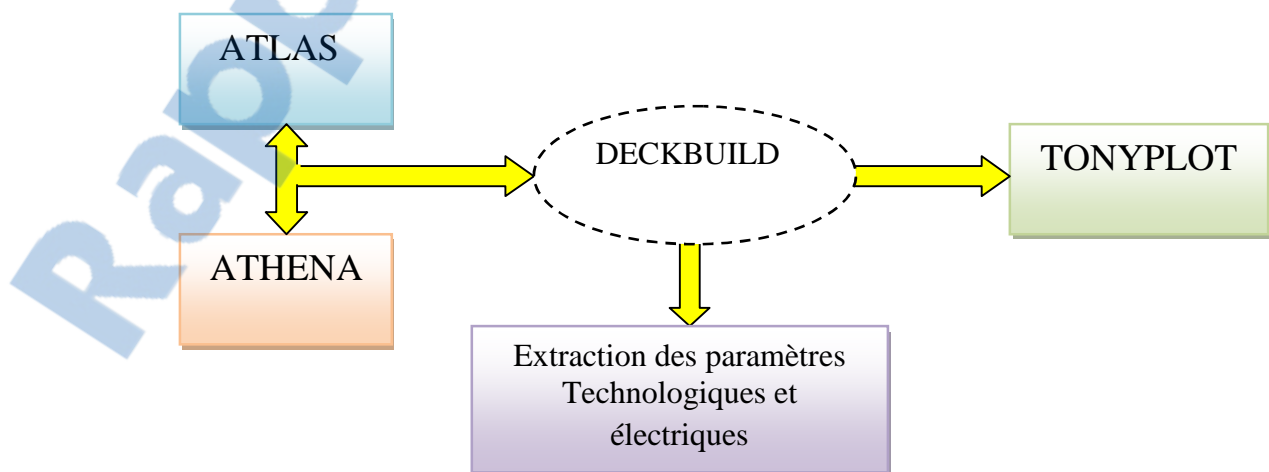 ATLAS
DECKBUILD
TONYPLOT
ATHENA
Extraction des paramètres
Technologiques et
électriques